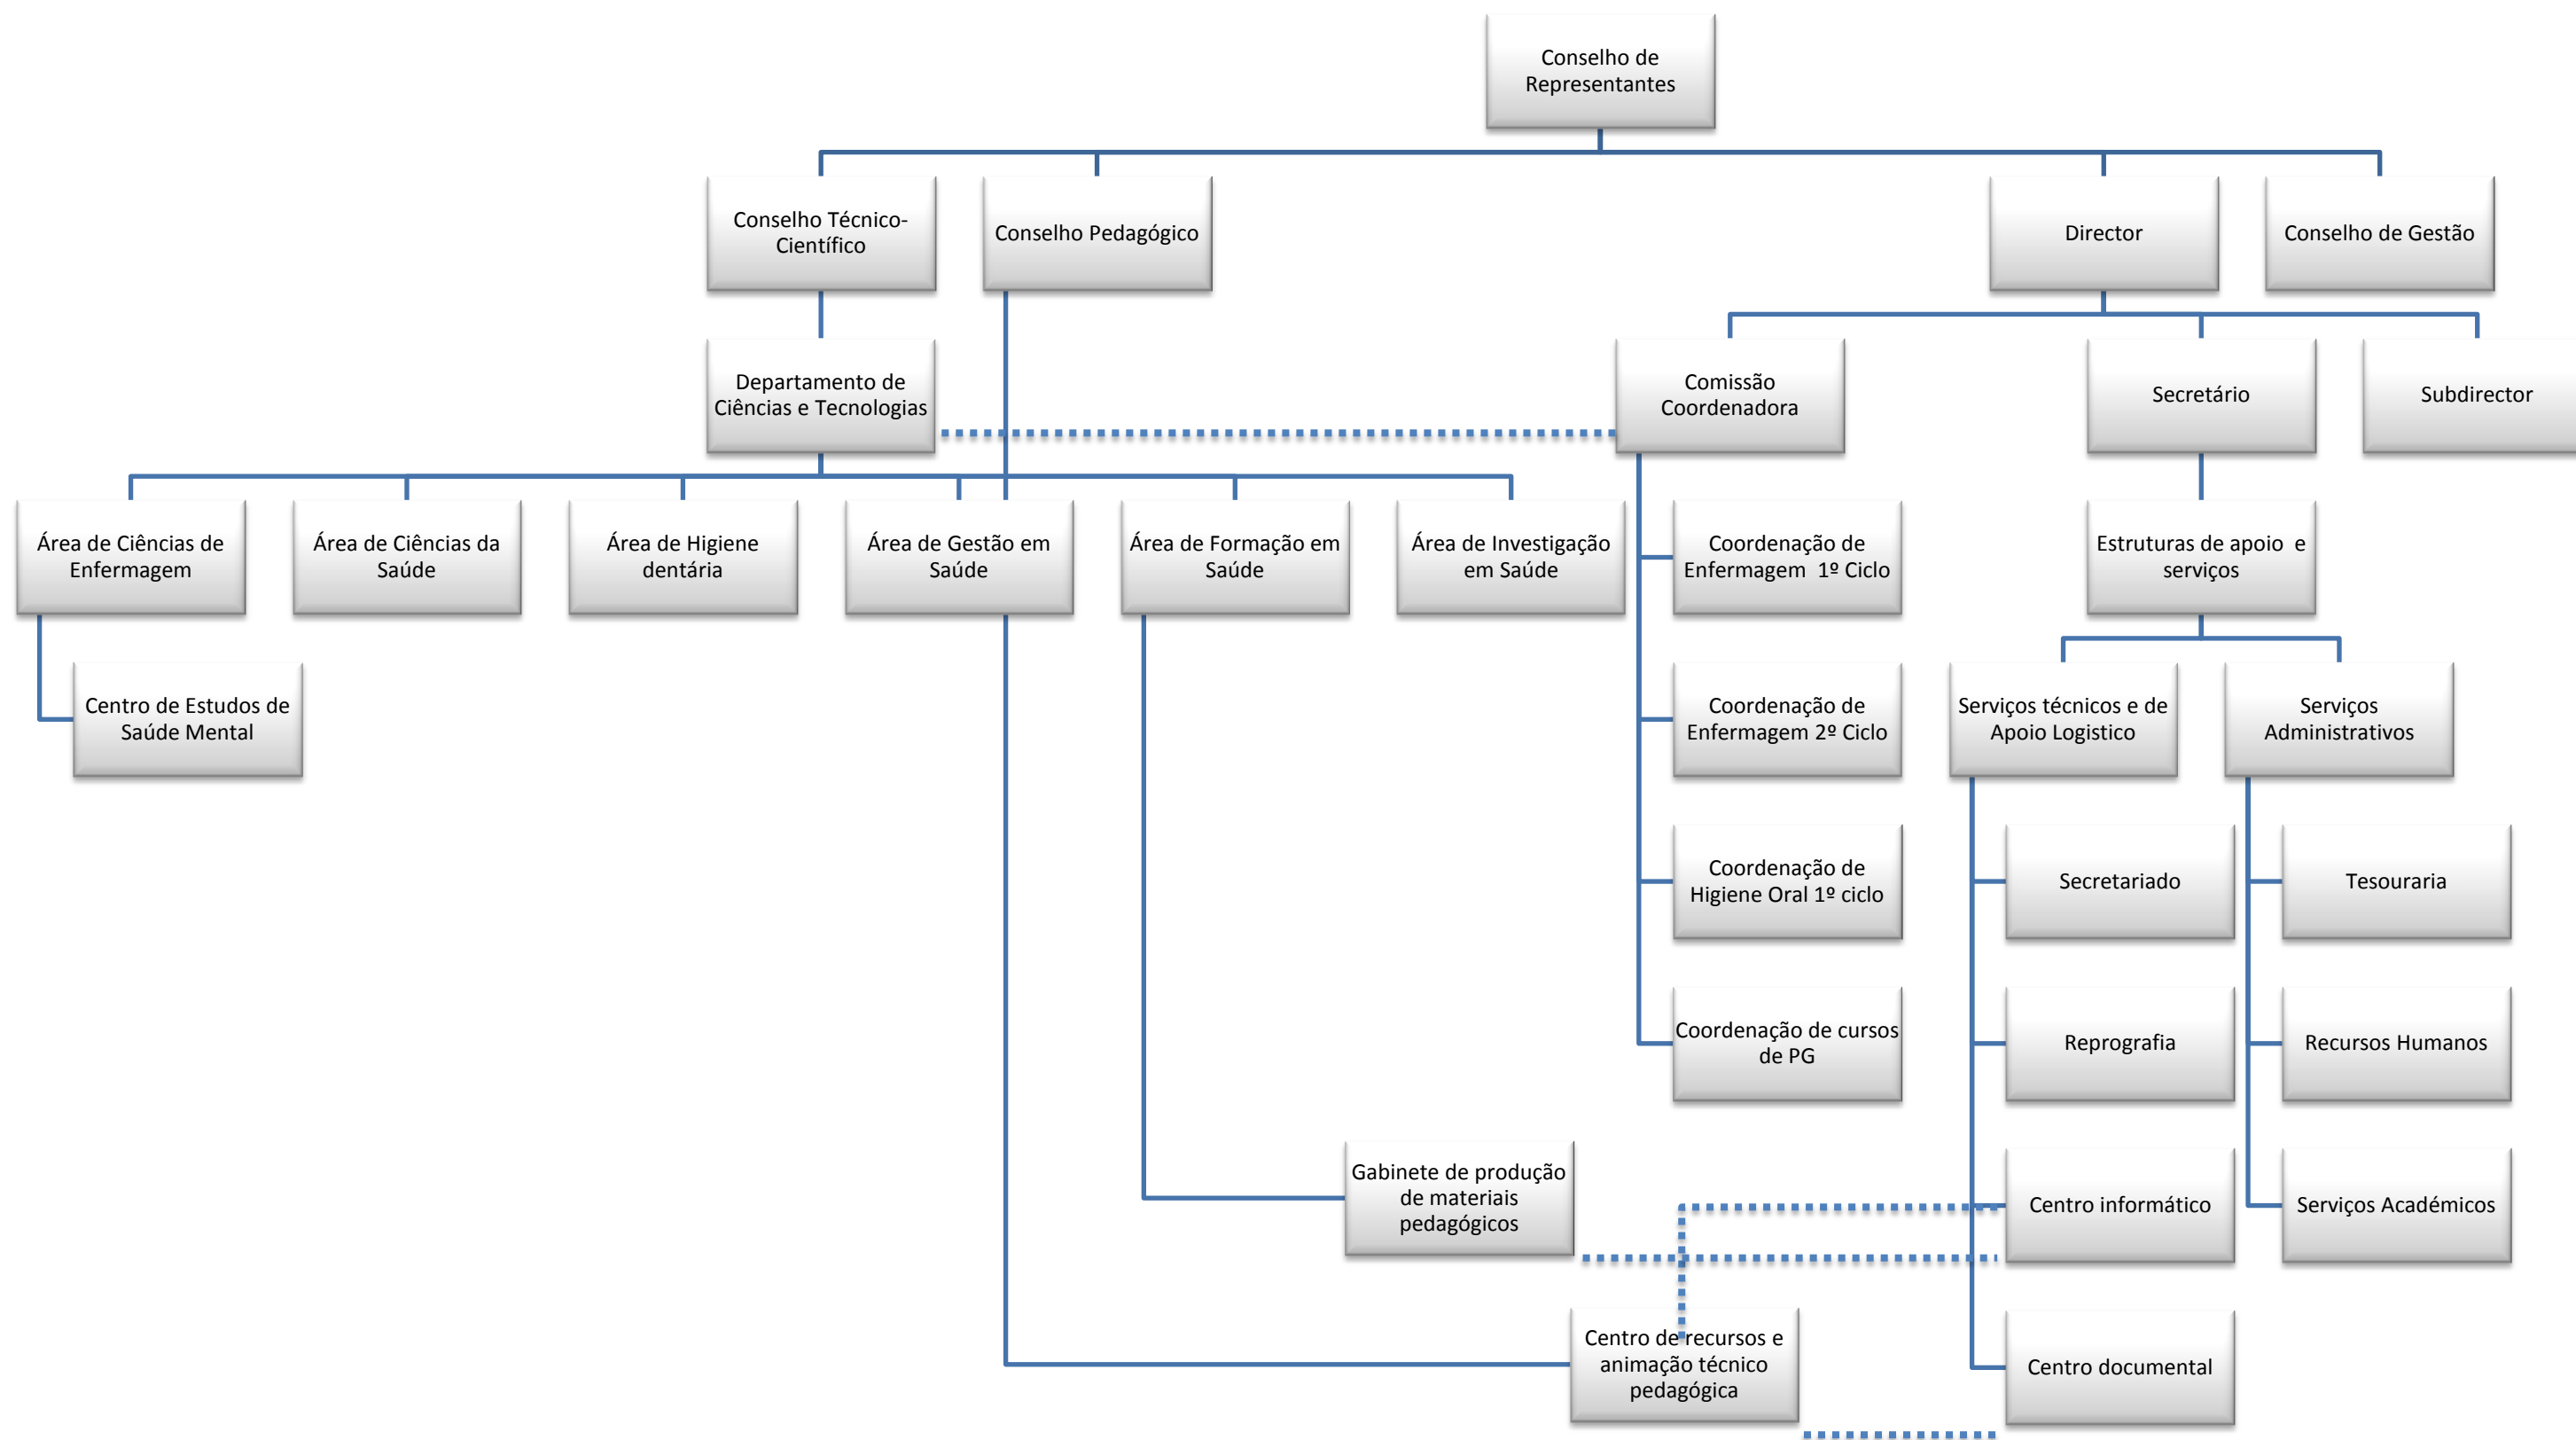 Conselho de
Representantes
Conselho Técnico-
Científico
Conselho Pedagógico
Director
Conselho de Gestão
Departamento de
Ciências e Tecnologias
Comissão
Coordenadora
Secretário
Subdirector
Área de Ciências de
Enfermagem
Área de Ciências da
Saúde
Área de Higiene
dentária
Área de Gestão em
Saúde
Área de Formação em
Saúde
Área de Investigação
em Saúde
Coordenação de
Enfermagem 1º Ciclo
Estruturas de apoio e
serviços
Centro de Estudos de
Saúde Mental
Coordenação de
Enfermagem 2º Ciclo
Serviços técnicos e de
Apoio Logistico
Serviços
Administrativos
Coordenação de
Higiene Oral 1º ciclo
Secretariado
Tesouraria
Coordenação de cursos
de PG
Reprografia
Recursos Humanos
Gabinete de produção
de materiais
pedagógicos
Centro informático
Serviços Académicos
Centro de recursos e
animação técnico
pedagógica
Centro documental